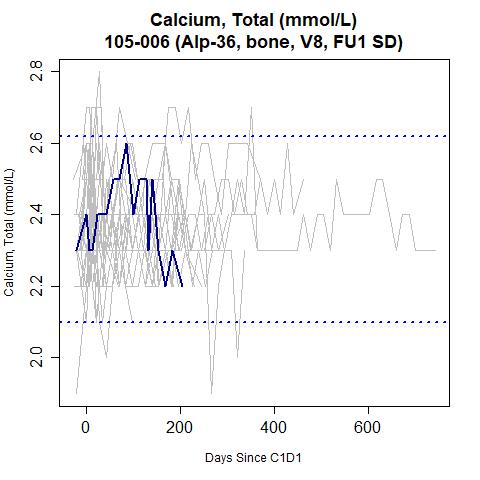 Calcium, Total (mmol/L)
105-006 (Alp-36, bone, V8, FU1 SD)
Calcium, Total (mmol/L)
2.8
2.6
2.4
2.2
2.0
0 200 400 600
Days Since C1D1